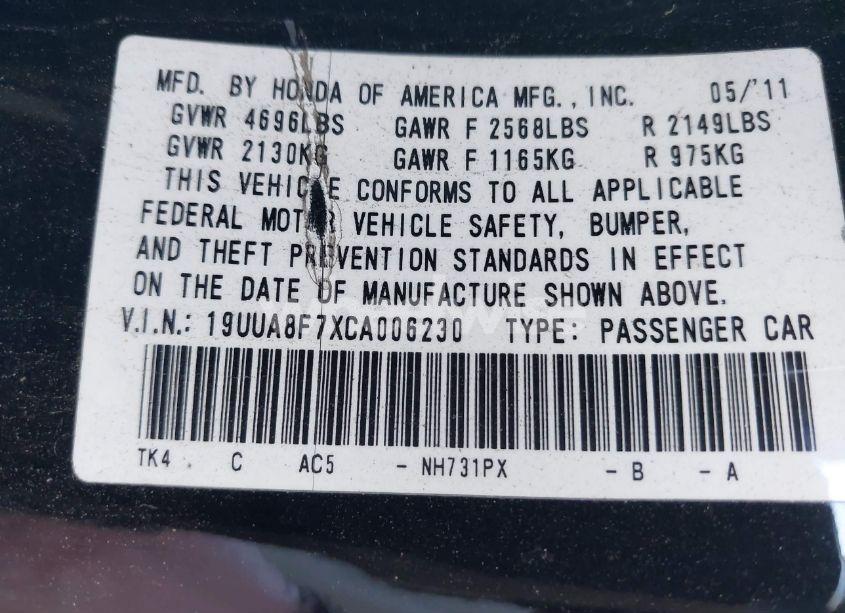 MFD. BY HONDA OF AMERICA MFG., INC. 05/'11
GVWR 4696LBS GAWR F 2568LBS R 2149LBS
GVWR 2130KG GAWR F 1165KG R 975KG
THIS VEHICLE CONFORMS TO ALL APPLICABLE
FEDERAL MOTOR VEHICLE SAFETY, BUMPER,
AND THEFT PREVENTION STANDARDS IN EFFECT
ON THE DATE OF MANUFACTURE SHOWN ABOVE.
V.I.N.: 19UUA8F7XCA006230 TYPE: PASSENGER CAR
TK4 C AC5 - NH731PX - B - A